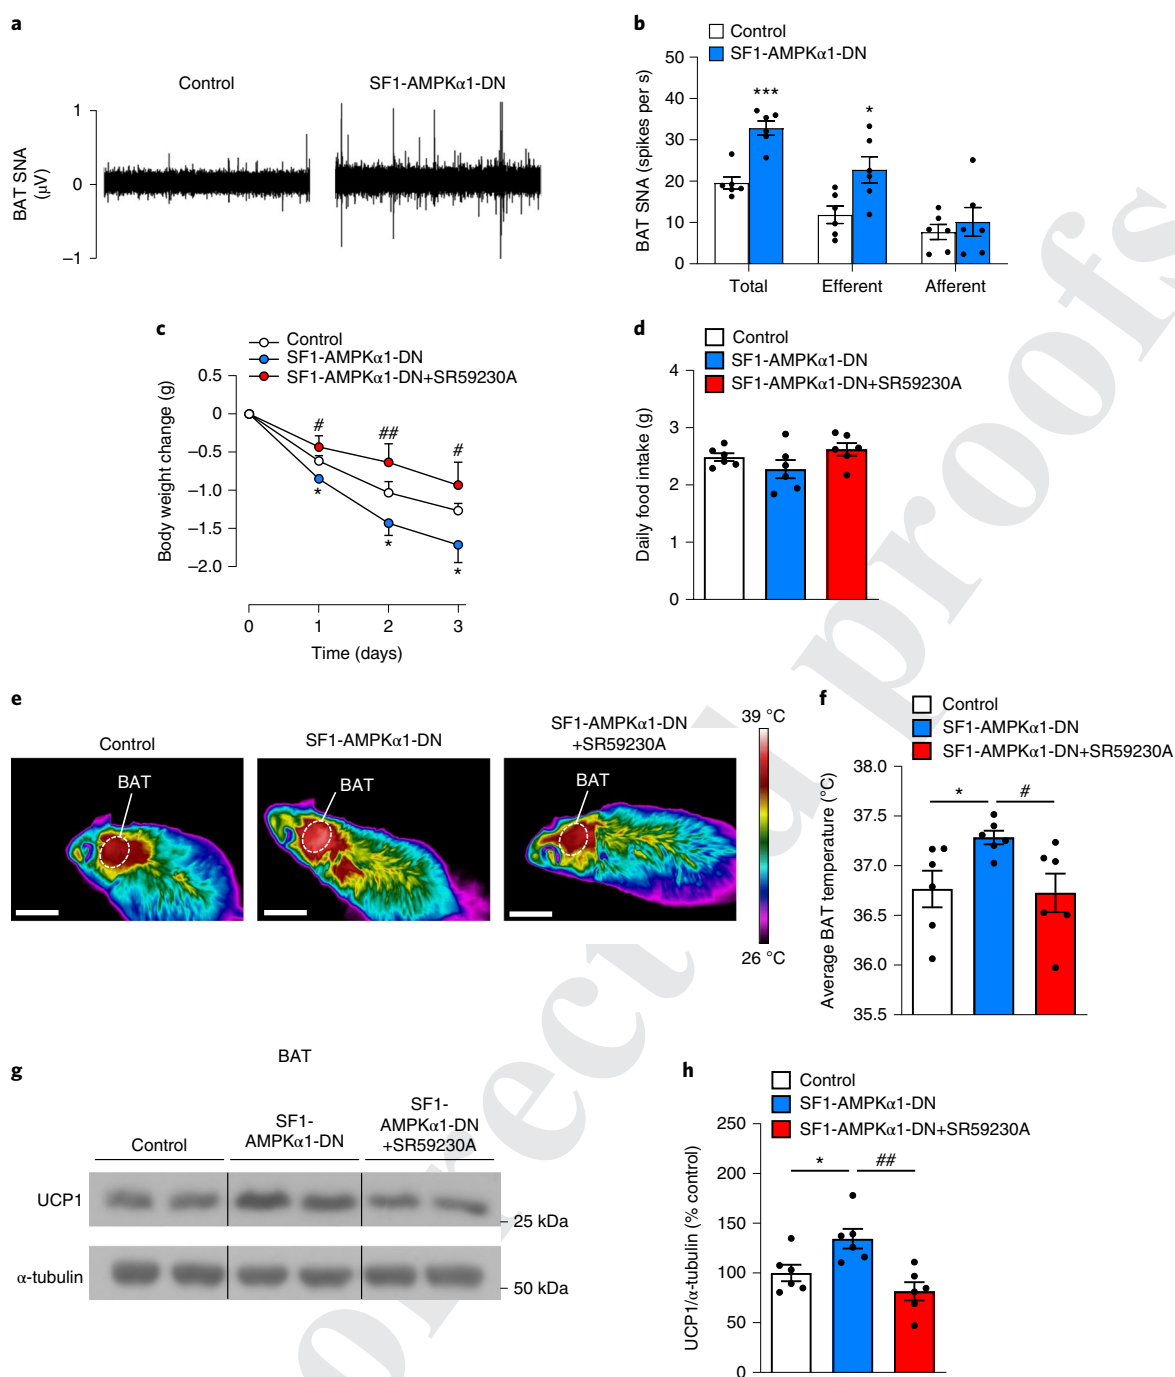 a
Control
SF1-AMPKα1-DN
1
0
−1
BAT SNA
(μV)
b
Control
SF1-AMPKα1-DN
50
40
30
20
10
0
BAT SNA (spikes per s)
***
*
Total
Efferent
Afferent
c
Control
SF1-AMPKα1-DN
SF1-AMPKα1-DN+SR59230A
0.5
0
−0.5
−1.0
−1.5
−2.0
Body weight change (g)
#
##
#
*
*
*
0
1
2
3
Time (days)
d
Control
SF1-AMPKα1-DN
SF1-AMPKα1-DN+SR59230A
4
3
2
1
0
Daily food intake (g)
e
Control
SF1-AMPKα1-DN
SF1-AMPKα1-DN
+SR59230A
BAT
BAT
BAT
39 °C
26 °C
f
Control
SF1-AMPKα1-DN
SF1-AMPKα1-DN+SR59230A
38.0
37.5
37.0
36.5
36.0
35.5
Average BAT temperature (°C)
*
#
g
BAT
Control
SF1-
AMPKα1-DN
SF1-
AMPKα1-DN
+SR59230A
UCP1
25 kDa
α-tubulin
50 kDa
h
Control
SF1-AMPKα1-DN
SF1-AMPKα1-DN+SR59230A
250
200
150
100
50
0
UCP1/α-tubulin (% control)
*
##
proofs